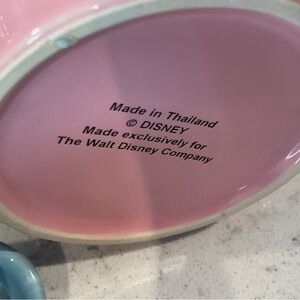 Made in Thailand
© DISNEY
Made exclusively for
The Walt Disney Company